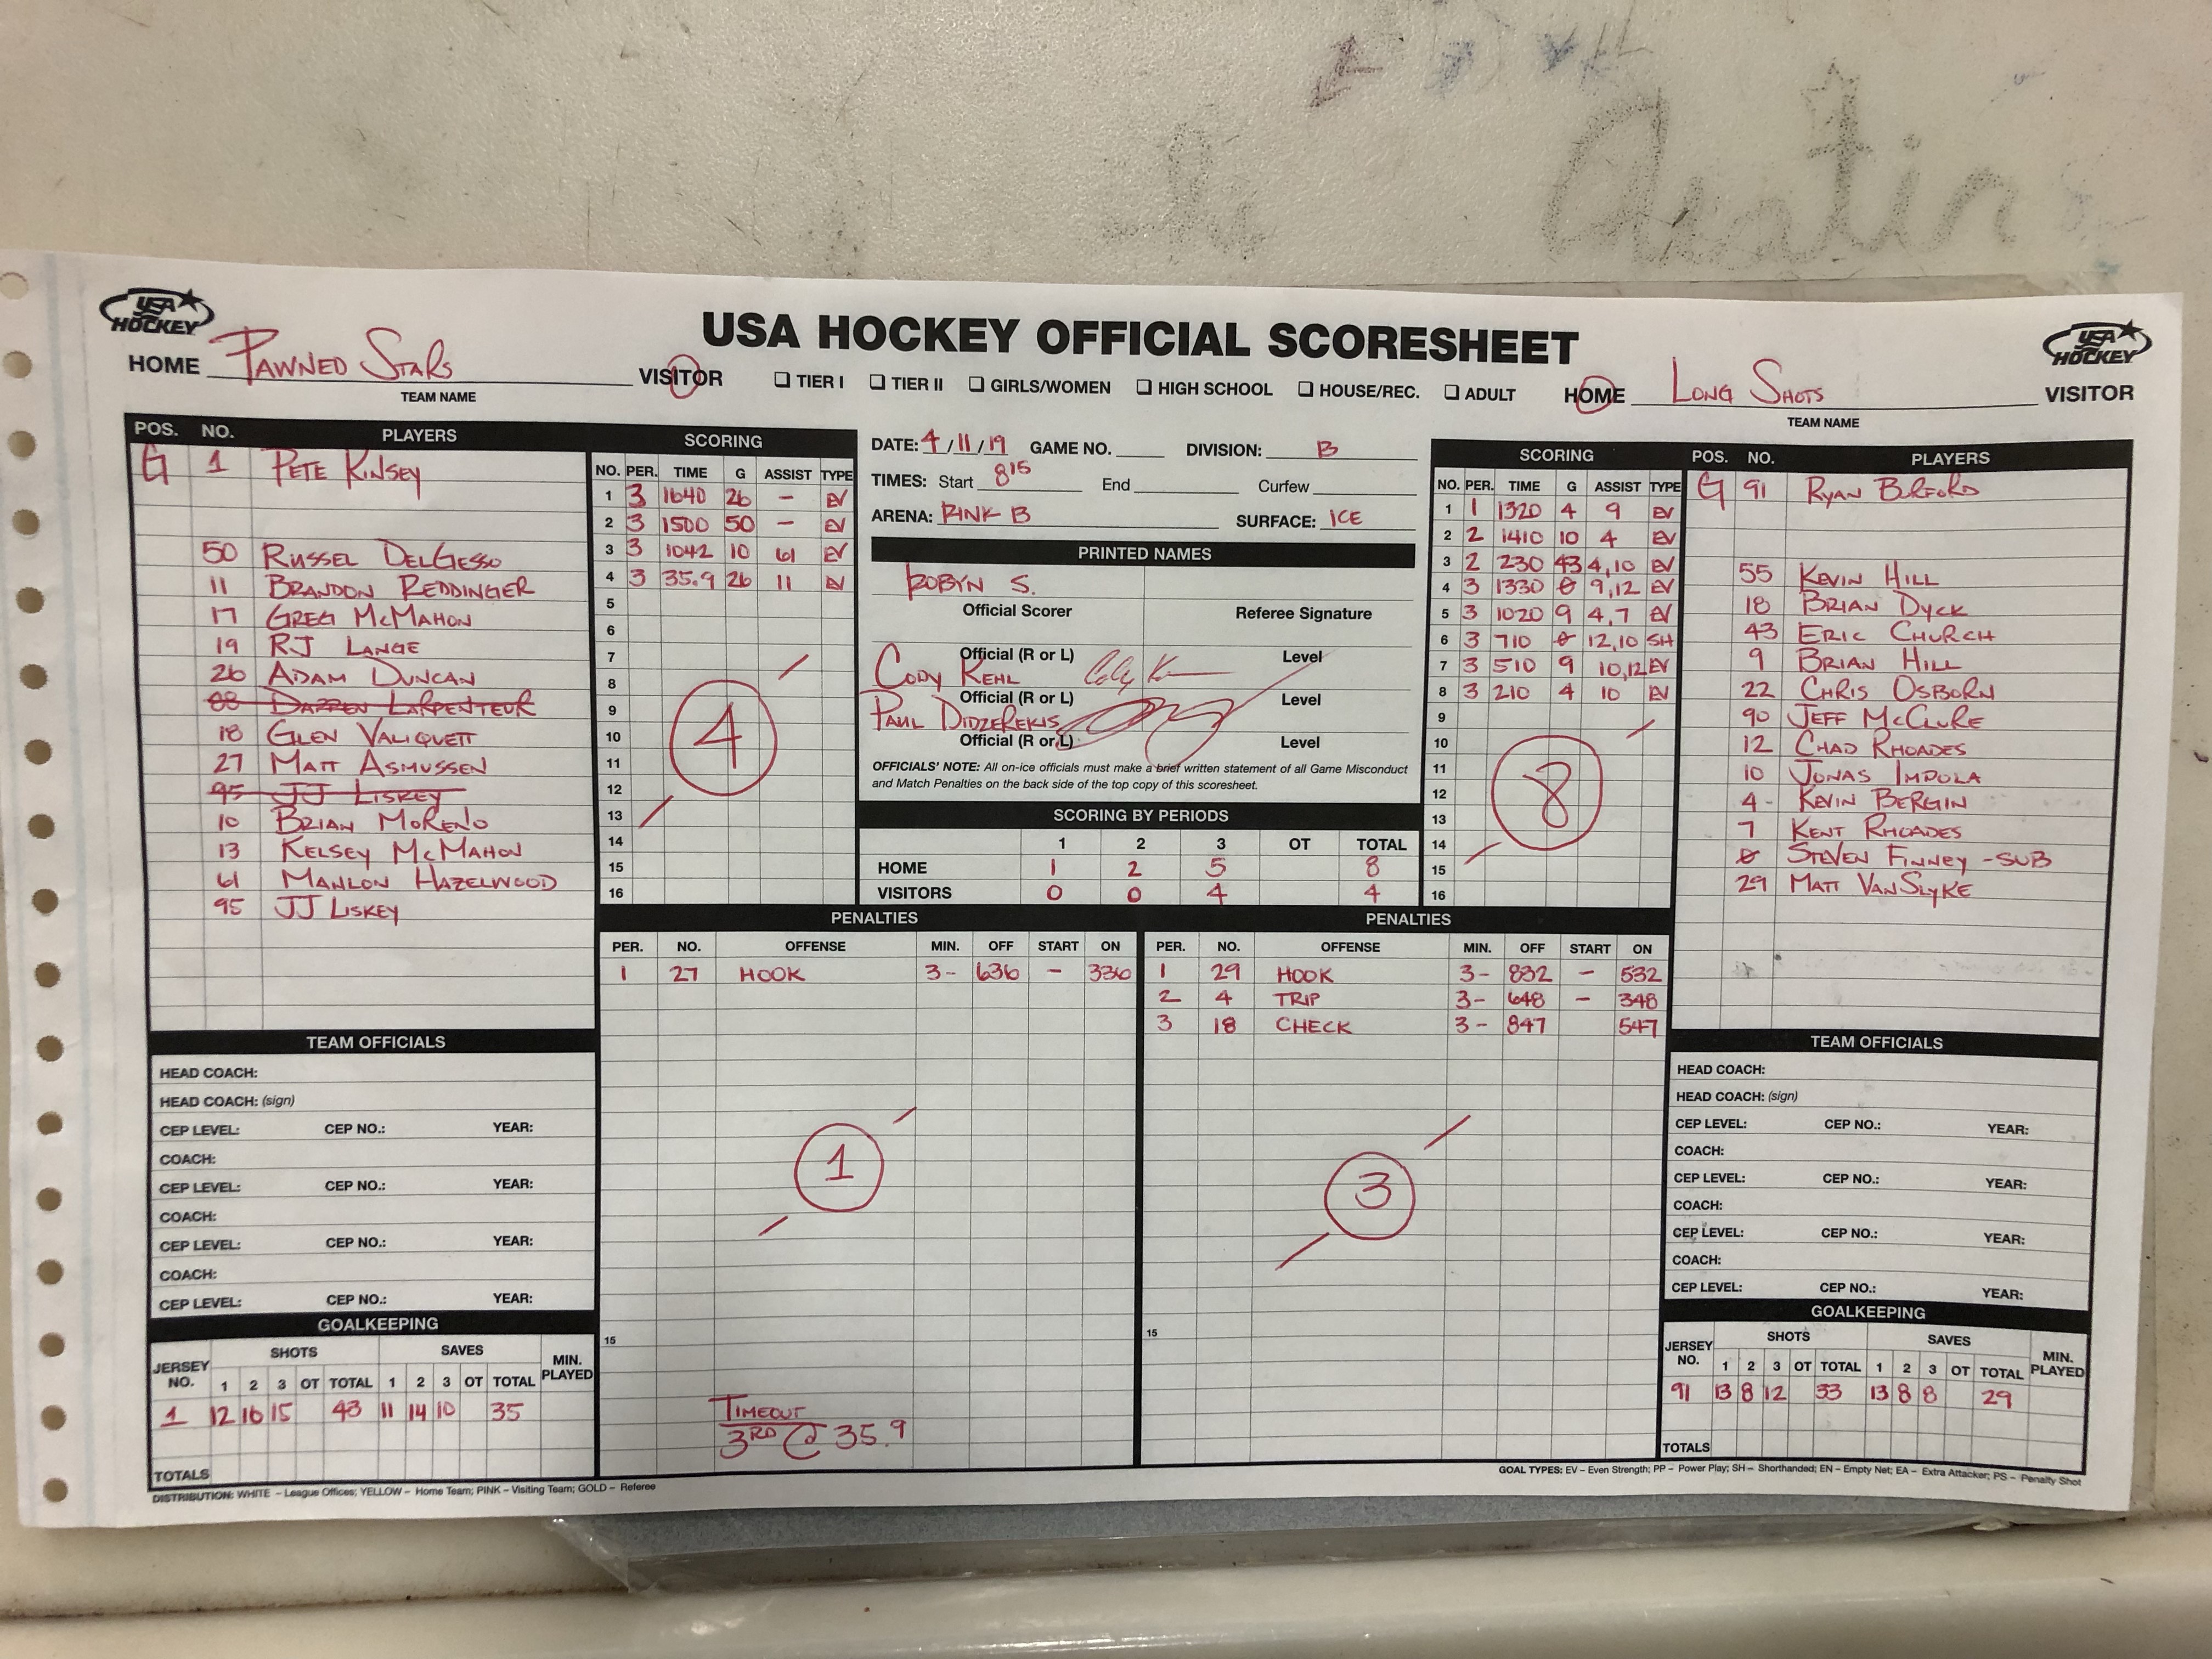 USA HOCKEY
USA HOCKEY OFFICIAL SCORESHEET
USA HOCKEY
HOME PAWNED STARS VISITOR
TEAM NAME
☐ TIER I ☐ TIER II ☐ GIRLS/WOMEN ☐ HIGH SCHOOL ☐ HOUSE/REC. ☐ ADULT
HOME LONG SHOTS VISITOR
TEAM NAME
POS. NO. PLAYERS
G 1 PETE KINSEY
50 RUSSEL DELGESSO
11 BRANDON REDDINGER
17 GREG MCMAHON
19 RJ LANGE
26 ADAM DUNCAN
88 DARREN LARPENTEUR
18 GLEN VALIQUETT
27 MATT ASMUSSEN
95 JJ LISKEY
10 BRIAN MORENO
13 KELSEY MCMAHON
61 MANLON HAZELWOOD
95 JJ LISKEY
SCORING
NO. PER. TIME G ASSIST TYPE
1 3 1640 26 - EV
2 3 1500 50 - EV
3 3 1042 10 61 EV
4 3 35.9 26 11 EV
5
6
7
8
9
10
11
12
13
14
15
16
4
DATE: 4/11/19 GAME NO. DIVISION: B
TIMES: Start 815 End Curfew
ARENA: RINK B SURFACE: ICE
PRINTED NAMES
ROBYN S.
Official Scorer Referee Signature
Official (R or L) Level
CODY KEHL
Official (R or L) Level
PAUL DIDZEREKIS
Official (R or L) Level
OFFICIALS' NOTE: All on-ice officials must make a brief written statement of all Game Misconduct
and Match Penalties on the back side of the top copy of this scoresheet.
SCORING BY PERIODS
1 2 3 OT TOTAL
HOME 1 2 5 8
VISITORS 0 0 4 4
SCORING
NO. PER. TIME G ASSIST TYPE
1 1 1320 4 9 EV
2 2 1410 10 4 EV
3 2 230 43 4,10 EV
4 3 1330 0 9,12 EV
5 3 1020 9 4,7 EV
6 3 710 0 12,10 SH
7 3 510 9 10,12 EV
8 3 210 4 10 EV
9
10
11
12
13
14
15
16
8
POS. NO. PLAYERS
G 91 RYAN BURFORD
55 KEVIN HILL
18 BRIAN DYCK
43 ERIC CHURCH
9 BRIAN HILL
22 CHRIS OSBORN
90 JEFF MCCLURE
12 CHAD RHOADES
10 JONAS IMPOLA
4 KEVIN BERGIN
7 KENT RHOADES
0 STEVEN FINNEY - SUB
29 MATT VANSLYKE
PENALTIES
PER. NO. OFFENSE MIN. OFF START ON
1 27 HOOK 3- 636 - 336
1
15
TIMEOUT
3RD @ 35.9
PENALTIES
PER. NO. OFFENSE MIN. OFF START ON
1 29 HOOK 3- 832 - 532
2 4 TRIP 3- 648 - 348
3 18 CHECK 3- 847 547
3
15
TEAM OFFICIALS
HEAD COACH:
HEAD COACH: (sign)
CEP LEVEL: CEP NO.: YEAR:
COACH:
CEP LEVEL: CEP NO.: YEAR:
COACH:
CEP LEVEL: CEP NO.: YEAR:
COACH:
CEP LEVEL: CEP NO.: YEAR:
GOALKEEPING
JERSEY NO. SHOTS SAVES MIN. PLAYED
1 2 3 OT TOTAL 1 2 3 OT TOTAL
1 12 16 15 43 11 14 10 35
TOTALS
TEAM OFFICIALS
HEAD COACH:
HEAD COACH: (sign)
CEP LEVEL: CEP NO.: YEAR:
COACH:
CEP LEVEL: CEP NO.: YEAR:
COACH:
CEP LEVEL: CEP NO.: YEAR:
COACH:
CEP LEVEL: CEP NO.: YEAR:
GOALKEEPING
JERSEY NO. SHOTS SAVES MIN. PLAYED
1 2 3 OT TOTAL 1 2 3 OT TOTAL
91 13 8 12 33 13 8 8 29
TOTALS
DISTRIBUTION: WHITE – League Offices; YELLOW – Home Team; PINK – Visiting Team; GOLD – Referee
GOAL TYPES: EV – Even Strength; PP – Power Play; SH – Shorthanded; EN – Empty Net; EA – Extra Attacker; PS – Penalty Shot